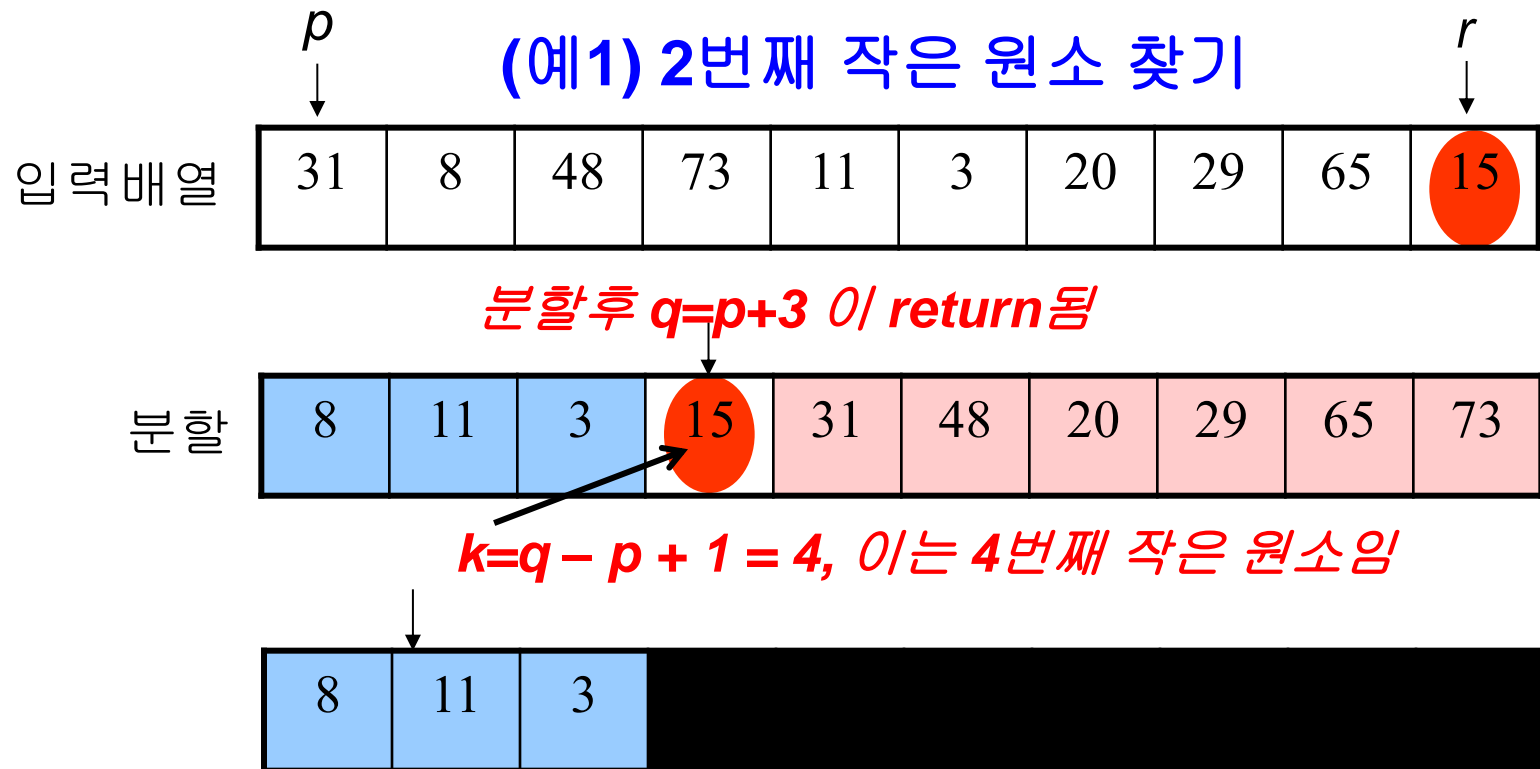 p
(예1) 2번째 작은 원소 찾기
r
입력배열 31 8 48 73 11 3 20 29 65 15
분할후 q=p+3 이 return됨
분할 8 11 3 15 31 48 20 29 65 73
k=q – p + 1 = 4, 이는 4번째 작은 원소임
8 11 3